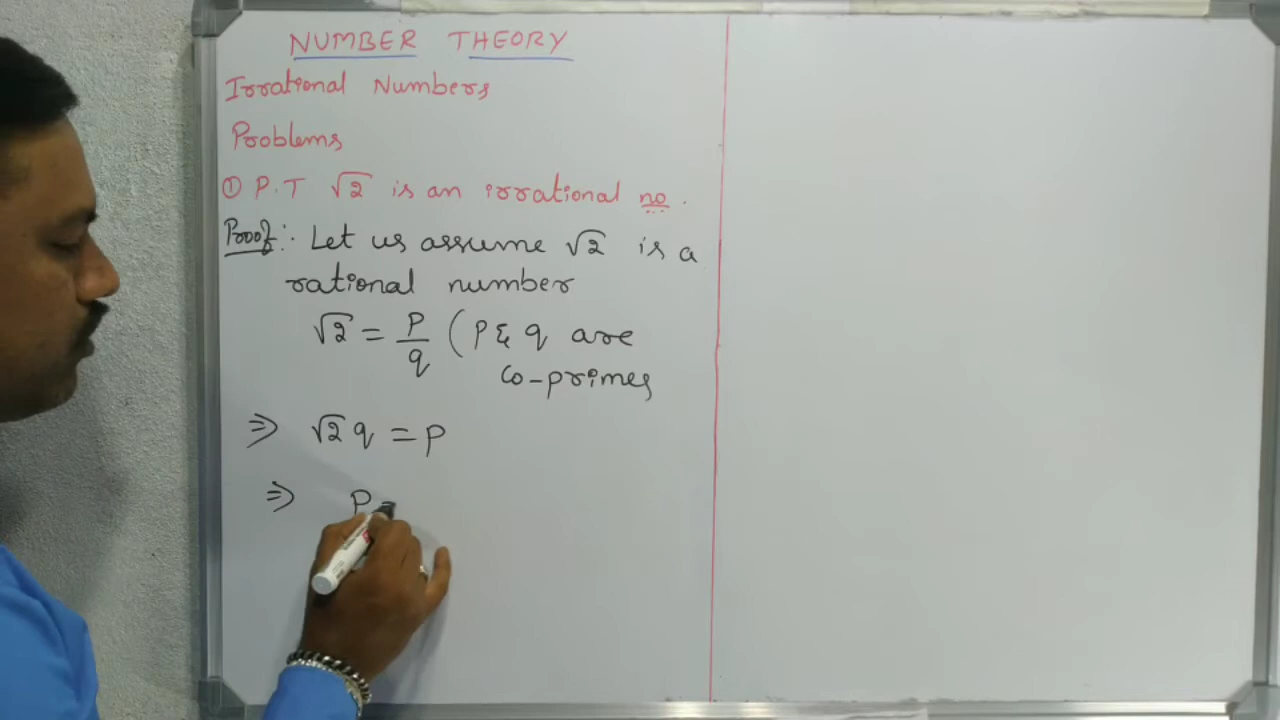 NUMBER THEORY
Irrational Numbers
Problems
① P.T √2 is an irrational no.
Proof:- Let us assume √2 is a
rational number
√2 = P/q (P & q are
co-primes
⇒ √2 q = P
⇒ P =